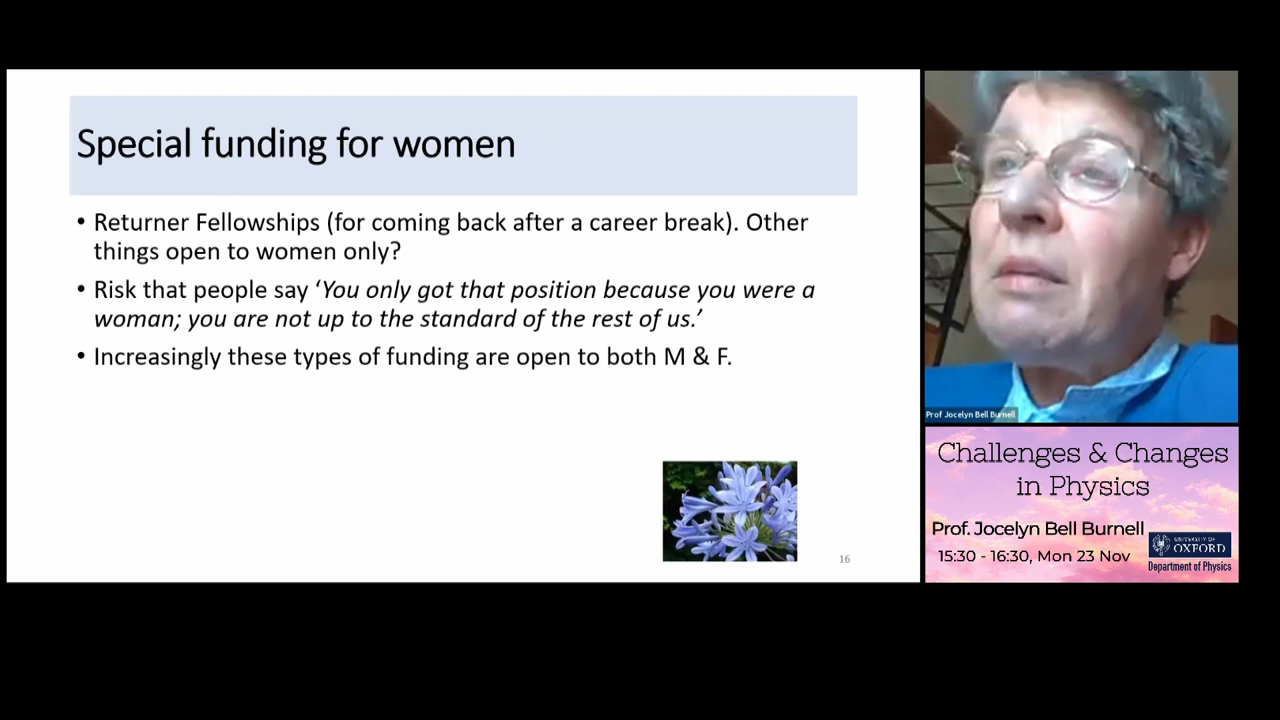 Special funding for women
• Returner Fellowships (for coming back after a career break). Other
things open to women only?
• Risk that people say ‘You only got that position because you were a
woman; you are not up to the standard of the rest of us.’
• Increasingly these types of funding are open to both M & F.
16
Prof Jocelyn Bell Burnell
Challenges & Changes
in Physics
Prof. Jocelyn Bell Burnell
15:30 - 16:30, Mon 23 Nov
UNIVERSITY OF
OXFORD
Department of Physics